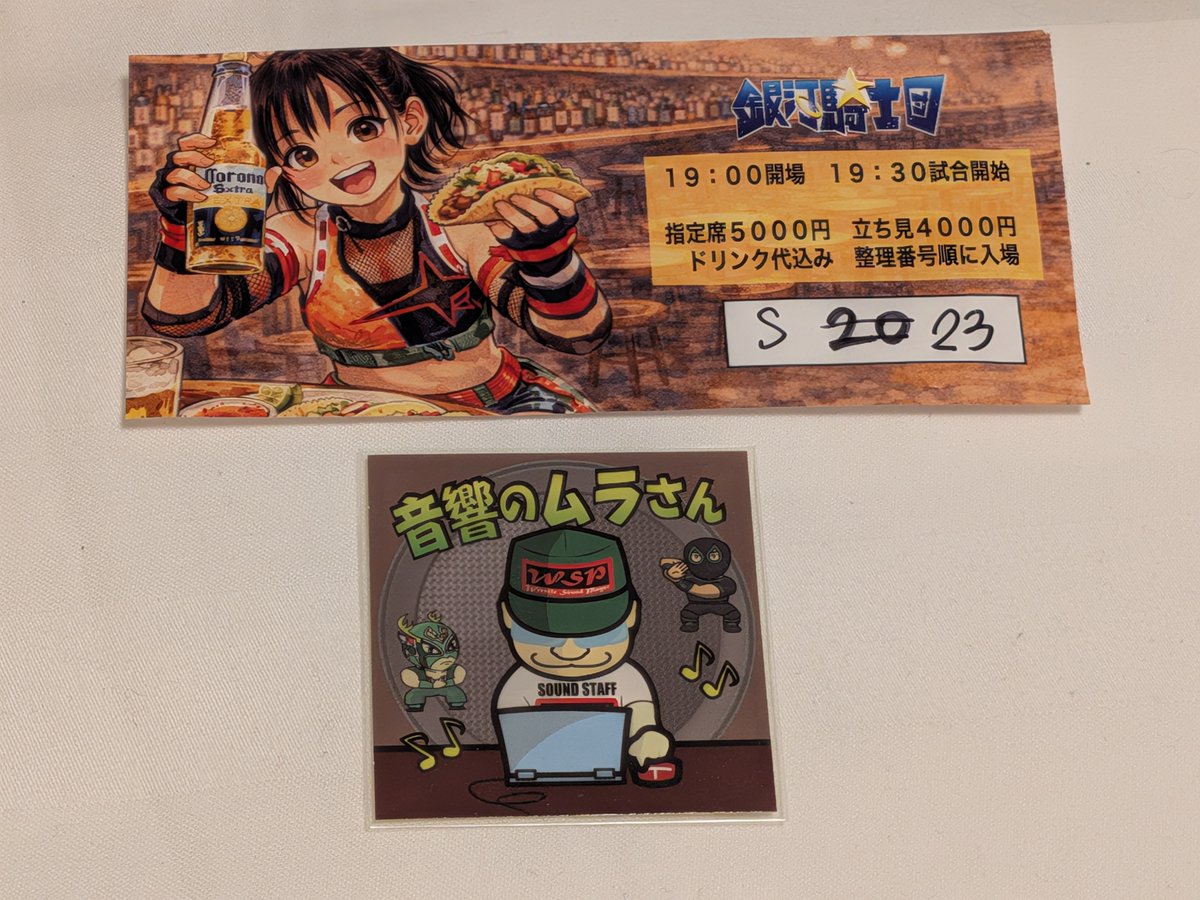 銀河騎士団
19:00開場 19:30試合開始
指定席5000円 立ち見4000円
ドリンク代込み 整理番号順に入場
S 20 23
Corona
Extra
EXTRA
音響のムラさん
WSP
SOUND STAFF
T